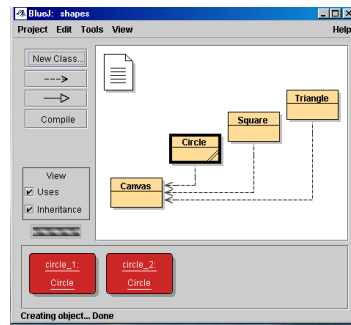 BlueJ: shapes
Project Edit Tools View Help
New Class...
Compile
View
Uses
Inheritance
Circle
Square
Triangle
Canvas
circle_1:
Circle
circle_2:
Circle
Creating object... Done